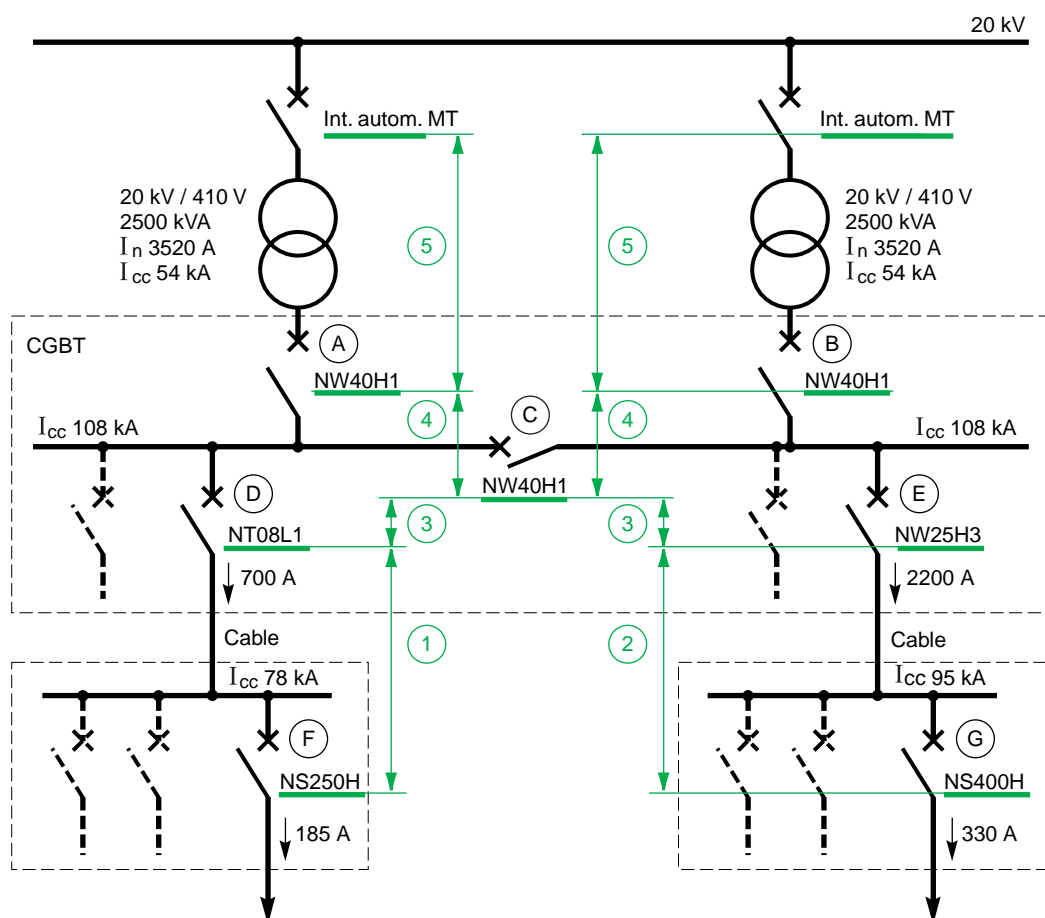 20 kV
Int. autom. MT
Int. autom. MT
20 kV / 410 V
2500 kVA
In 3520 A
Icc 54 kA
20 kV / 410 V
2500 kVA
In 3520 A
Icc 54 kA
5
5
CGBT
A
NW40H1
B
NW40H1
4
4
C
NW40H1
Icc 108 kA
Icc 108 kA
D
NT08L1
700 A
3
3
E
NW25H3
2200 A
Cable
1
2
Cable
Icc 78 kA
Icc 95 kA
F
NS250H
185 A
G
NS400H
330 A